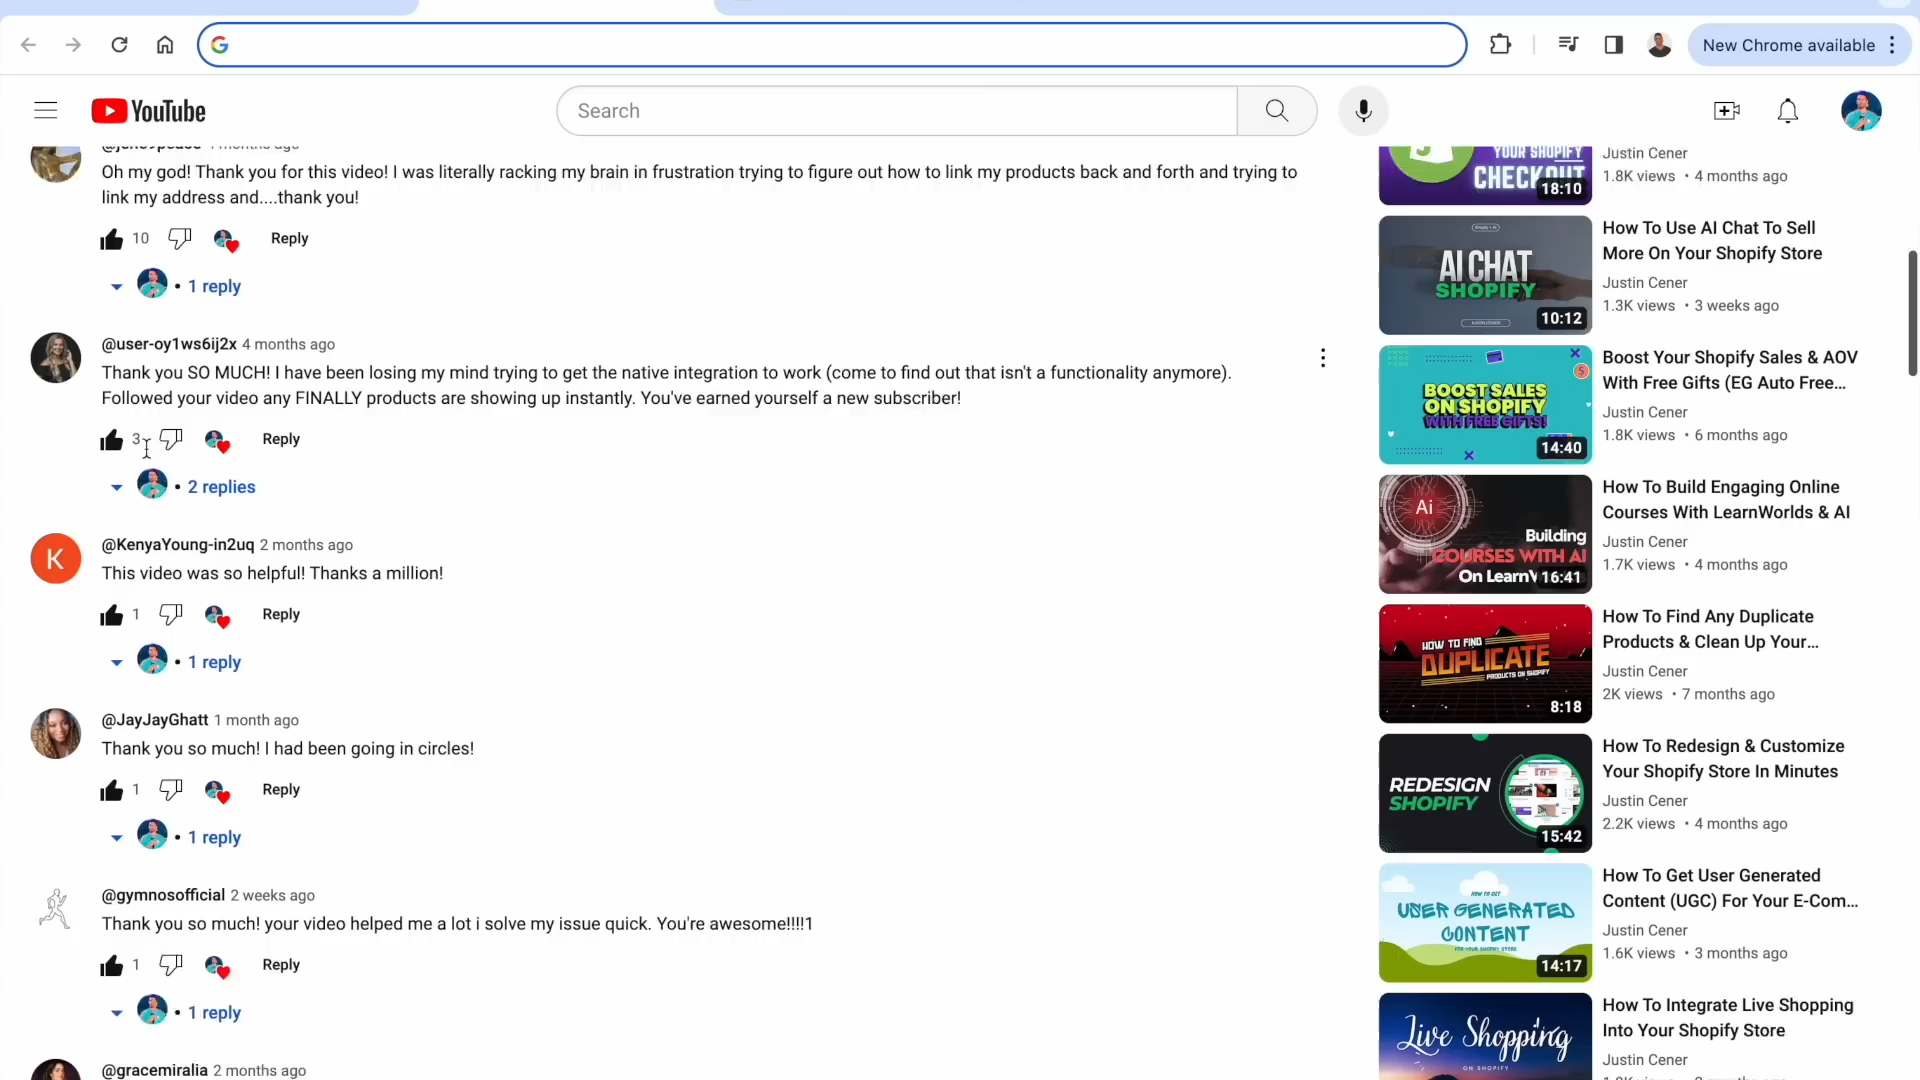 New Chrome available
YouTube
Search
Oh my god! Thank you for this video! I was literally racking my brain in frustration trying to figure out how to link my products back and forth and trying to
link my address and....thank you!
10
Reply
• 1 reply
@user-oy1ws6ij2x 4 months ago
Thank you SO MUCH! I have been losing my mind trying to get the native integration to work (come to find out that isn't a functionality anymore).
Followed your video any FINALLY products are showing up instantly. You've earned yourself a new subscriber!
3
Reply
• 2 replies
K
@KenyaYoung-in2uq 2 months ago
This video was so helpful! Thanks a million!
1
Reply
• 1 reply
@JayJayGhatt 1 month ago
Thank you so much! I had been going in circles!
1
Reply
• 1 reply
@gymnosofficial 2 weeks ago
Thank you so much! your video helped me a lot i solve my issue quick. You're awesome!!!!1
1
Reply
• 1 reply
@gracemiralia 2 months ago
YOUR SHOPIFY
CHECKOUT
18:10
Justin Cener
1.8K views • 4 months ago
AI CHAT
SHOPIFY
10:12
How To Use AI Chat To Sell
More On Your Shopify Store
Justin Cener
1.3K views • 3 weeks ago
BOOST SALES
ON SHOPIFY
WITH FREE GIFTS!
14:40
Boost Your Shopify Sales & AOV
With Free Gifts (EG Auto Free...
Justin Cener
1.8K views • 6 months ago
Ai
Building
COURSES WITH AI
On LearnW
16:41
How To Build Engaging Online
Courses With LearnWorlds & AI
Justin Cener
1.7K views • 4 months ago
HOW TO FIND
DUPLICATE
PRODUCTS ON SHOPIFY
8:18
How To Find Any Duplicate
Products & Clean Up Your...
Justin Cener
2K views • 7 months ago
REDESIGN
SHOPIFY
15:42
How To Redesign & Customize
Your Shopify Store In Minutes
Justin Cener
2.2K views • 4 months ago
HOW TO GET
USER GENERATED
CONTENT
FOR YOUR SHOPIFY STORE
14:17
How To Get User Generated
Content (UGC) For Your E-Com...
Justin Cener
1.6K views • 3 months ago
Live Shopping
ON SHOPIFY
How To Integrate Live Shopping
Into Your Shopify Store
Justin Cener